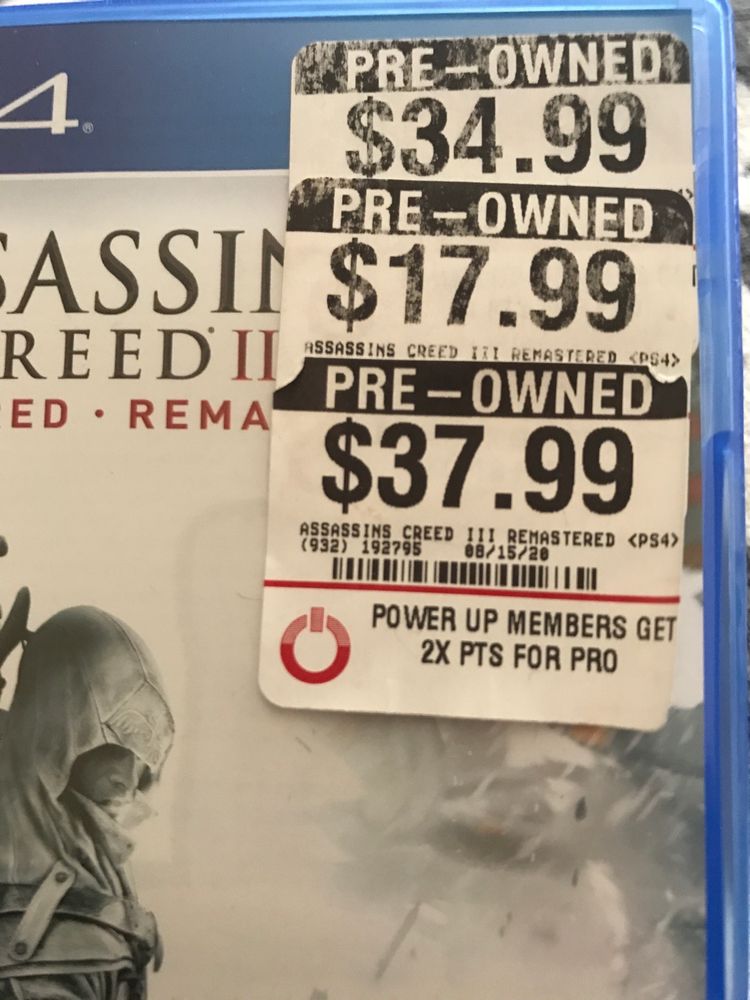 4®
PRE-OWNED
$34.99
PRE-OWNED
$17.99
ASSASSINS CREED III REMASTERED <PS4>
SASSIN
REED II
RED · REMA
PRE-OWNED
$37.99
ASSASSINS CREED III REMASTERED <PS4>
(932) 192795 08/15/20
POWER UP MEMBERS GET
2X PTS FOR PRO